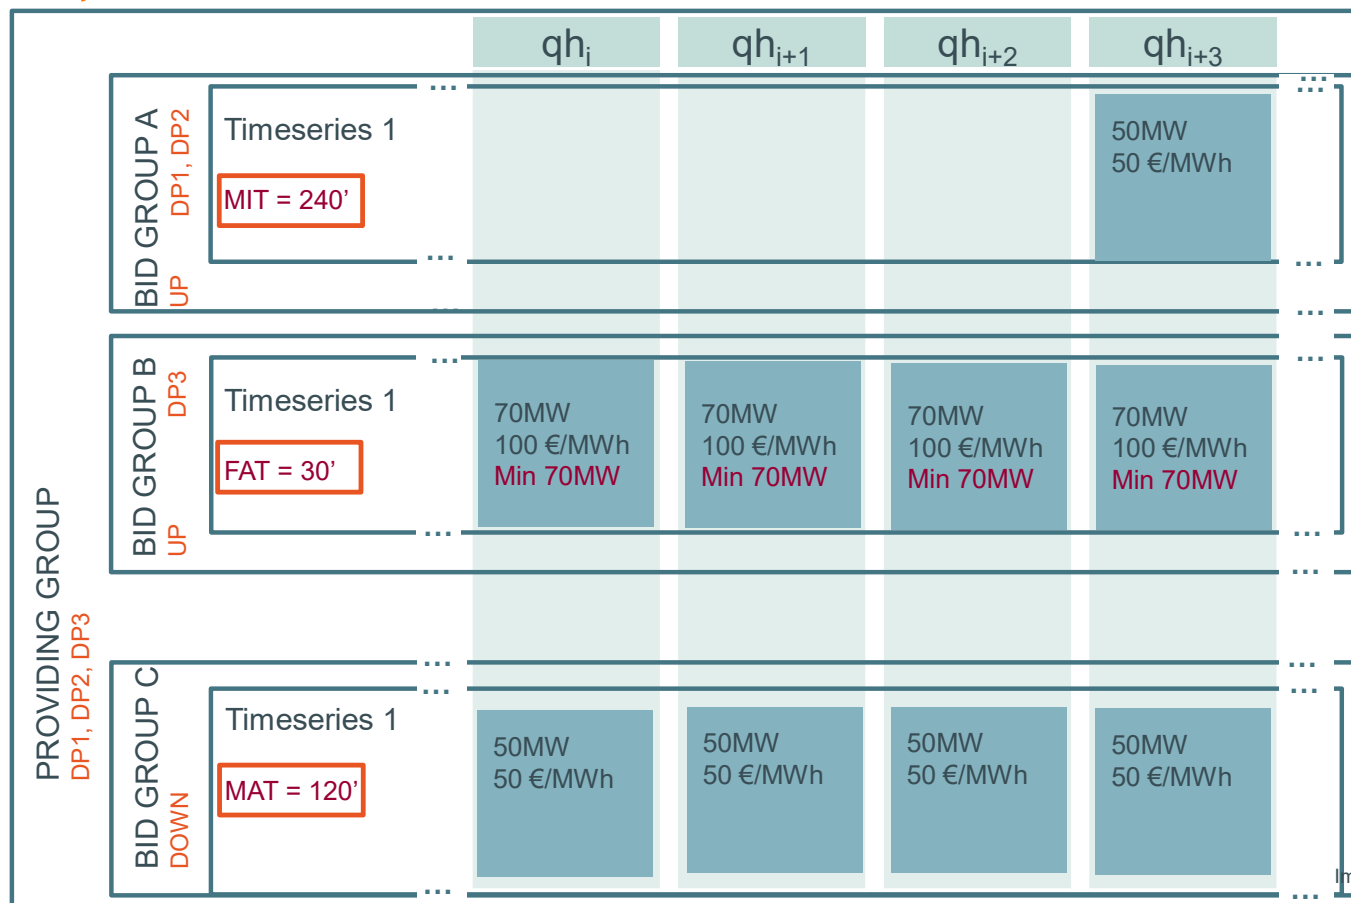 qhi
qhi+1
qhi+2
qhi+3
PROVIDING GROUP
DP1, DP2, DP3
BID GROUP A
DP1, DP2
UP
Timeseries 1
MIT = 240’
50MW
50 €/MWh
BID GROUP B
DP3
UP
Timeseries 1
FAT = 30’
70MW
100 €/MWh
Min 70MW
70MW
100 €/MWh
Min 70MW
70MW
100 €/MWh
Min 70MW
70MW
100 €/MWh
Min 70MW
BID GROUP C
DOWN
Timeseries 1
MAT = 120’
50MW
50 €/MWh
50MW
50 €/MWh
50MW
50 €/MWh
50MW
50 €/MWh